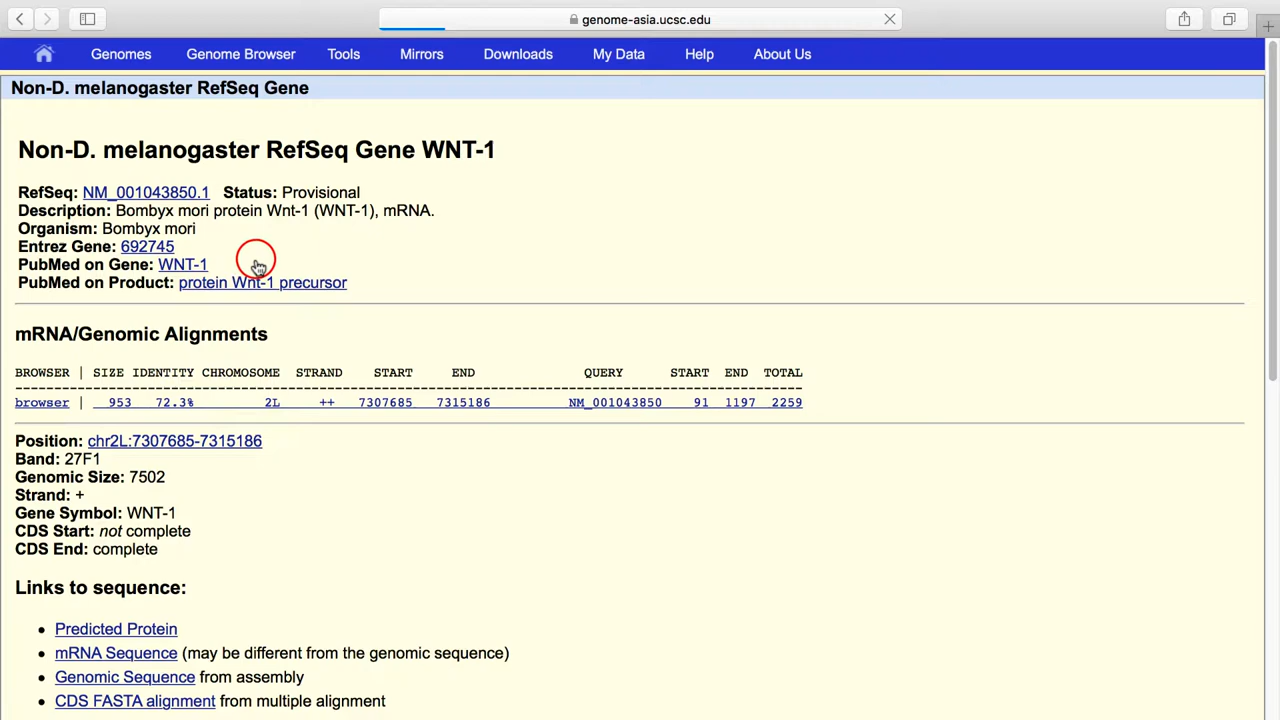 genome-asia.ucsc.edu
Genomes Genome Browser Tools Mirrors Downloads My Data Help About Us
Non-D. melanogaster RefSeq Gene
Non-D. melanogaster RefSeq Gene WNT-1
RefSeq: NM_001043850.1 Status: Provisional
Description: Bombyx mori protein Wnt-1 (WNT-1), mRNA.
Organism: Bombyx mori
Entrez Gene: 692745
PubMed on Gene: WNT-1
PubMed on Product: protein Wnt-1 precursor
mRNA/Genomic Alignments
BROWSER | SIZE IDENTITY CHROMOSOME STRAND START END QUERY START END TOTAL
browser | 953 72.3% 2L ++ 7307685 7315186 NM_001043850 91 1197 2259
Position: chr2L:7307685-7315186
Band: 27F1
Genomic Size: 7502
Strand: +
Gene Symbol: WNT-1
CDS Start: not complete
CDS End: complete
Links to sequence:
• Predicted Protein
• mRNA Sequence (may be different from the genomic sequence)
• Genomic Sequence from assembly
• CDS FASTA alignment from multiple alignment